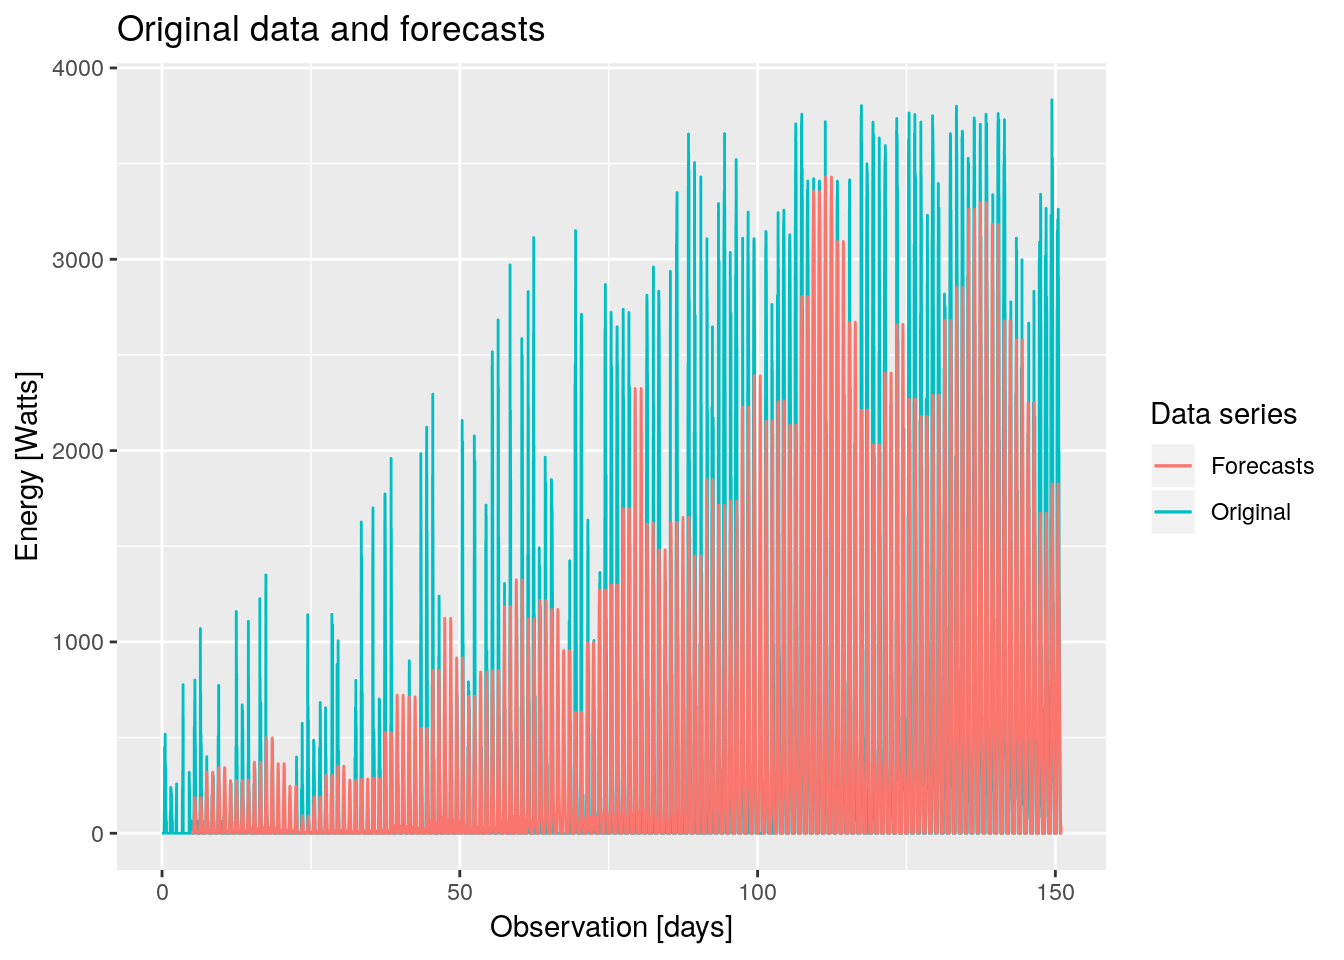 Original data and forecasts
4000
3000
2000
1000
0
Energy [Watts]
0 50 100 150
Observation [days]
Data series
Forecasts
Original